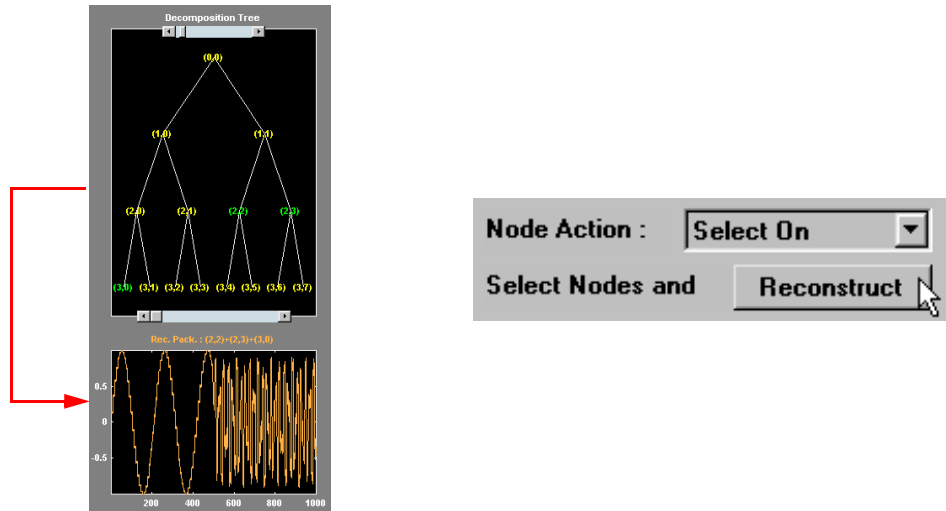 Decomposition Tree
(0,0)
(1,0) (1,1)
(2,0) (2,1) (2,2) (2,3)
(3,0) (3,1) (3,2) (3,3) (3,4) (3,5) (3,6) (3,7)
Rec. Pack. : (2,2)+(2,3)+(3,0)
0.5
0
-0.5
200 400 600 800 1000
Node Action : Select On
Select Nodes and Reconstruct